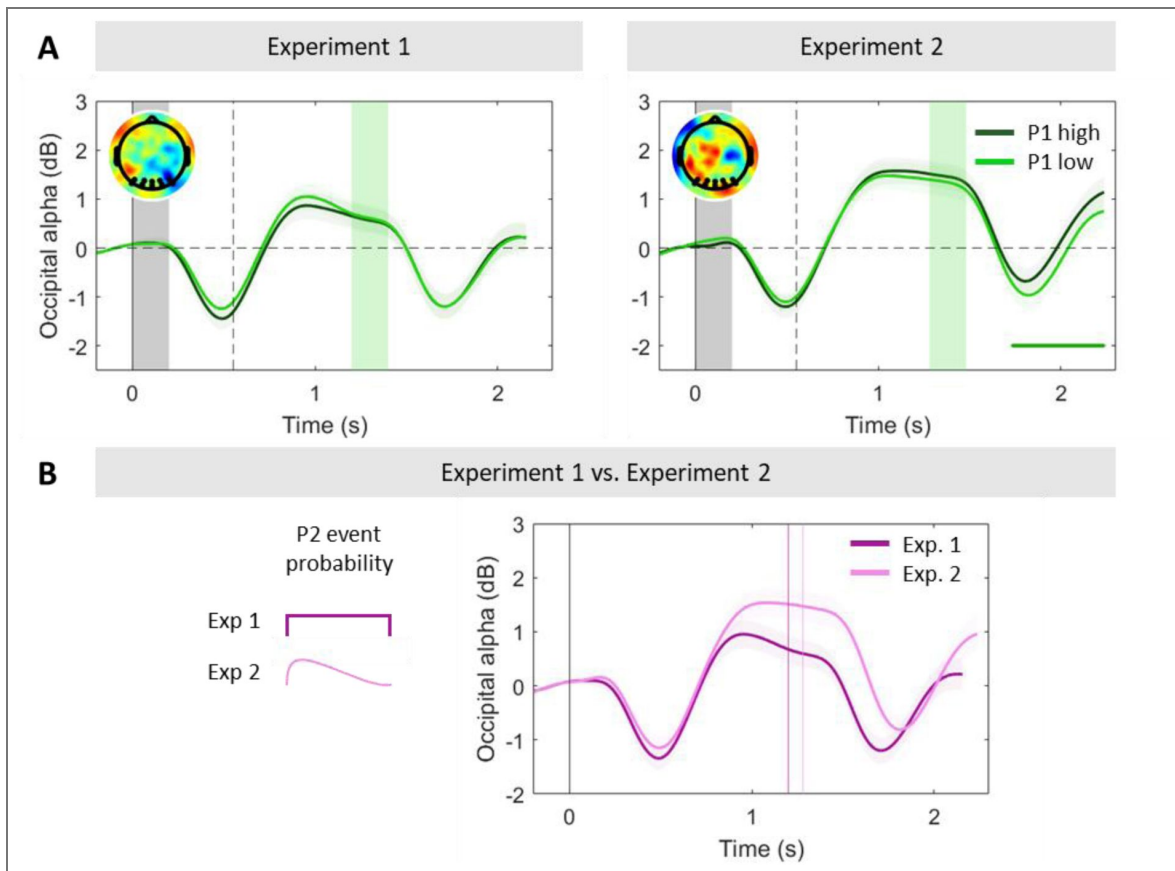 A
Experiment 1
Experiment 2
3
2
1
0
-1
-2
Occipital alpha (dB)
0
1
2
Time (s)
3
2
1
0
-1
-2
P1 high
P1 low
0
1
2
Time (s)
B
Experiment 1 vs. Experiment 2
P2 event
probability
Exp 1
Exp 2
3
2
1
0
-1
-2
Occipital alpha (dB)
Exp. 1
Exp. 2
0
1
2
Time (s)